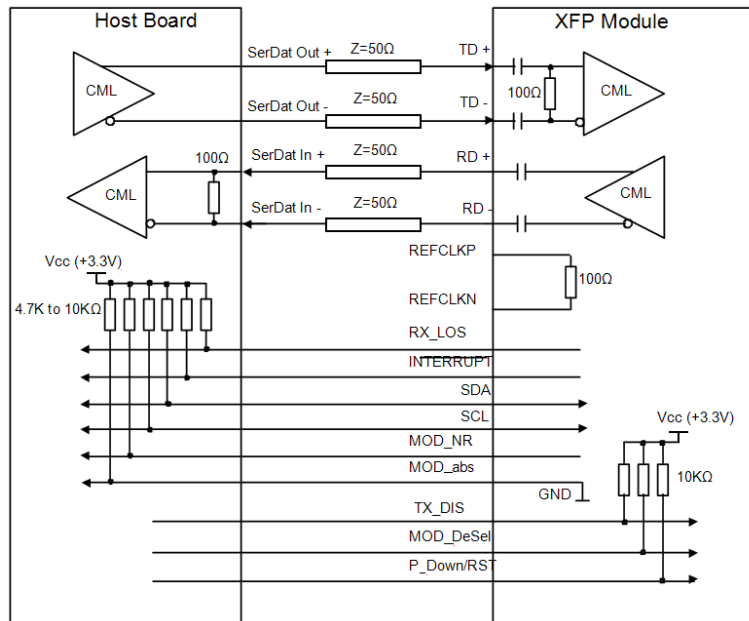 Host Board
XFP Module
SerDat Out +
Z=50Ω
TD +
CML
100Ω
CML
SerDat Out -
Z=50Ω
TD -
SerDat In +
Z=50Ω
RD +
100Ω
CML
CML
SerDat In -
Z=50Ω
RD -
REFCLKP
Vcc (+3.3V)
100Ω
4.7K to 10KΩ
REFCLKN
RX_LOS
INTERRUPT
SDA
SCL
Vcc (+3.3V)
MOD_NR
MOD_abs
10KΩ
GND
TX_DIS
MOD_DeSel
P_Down/RST